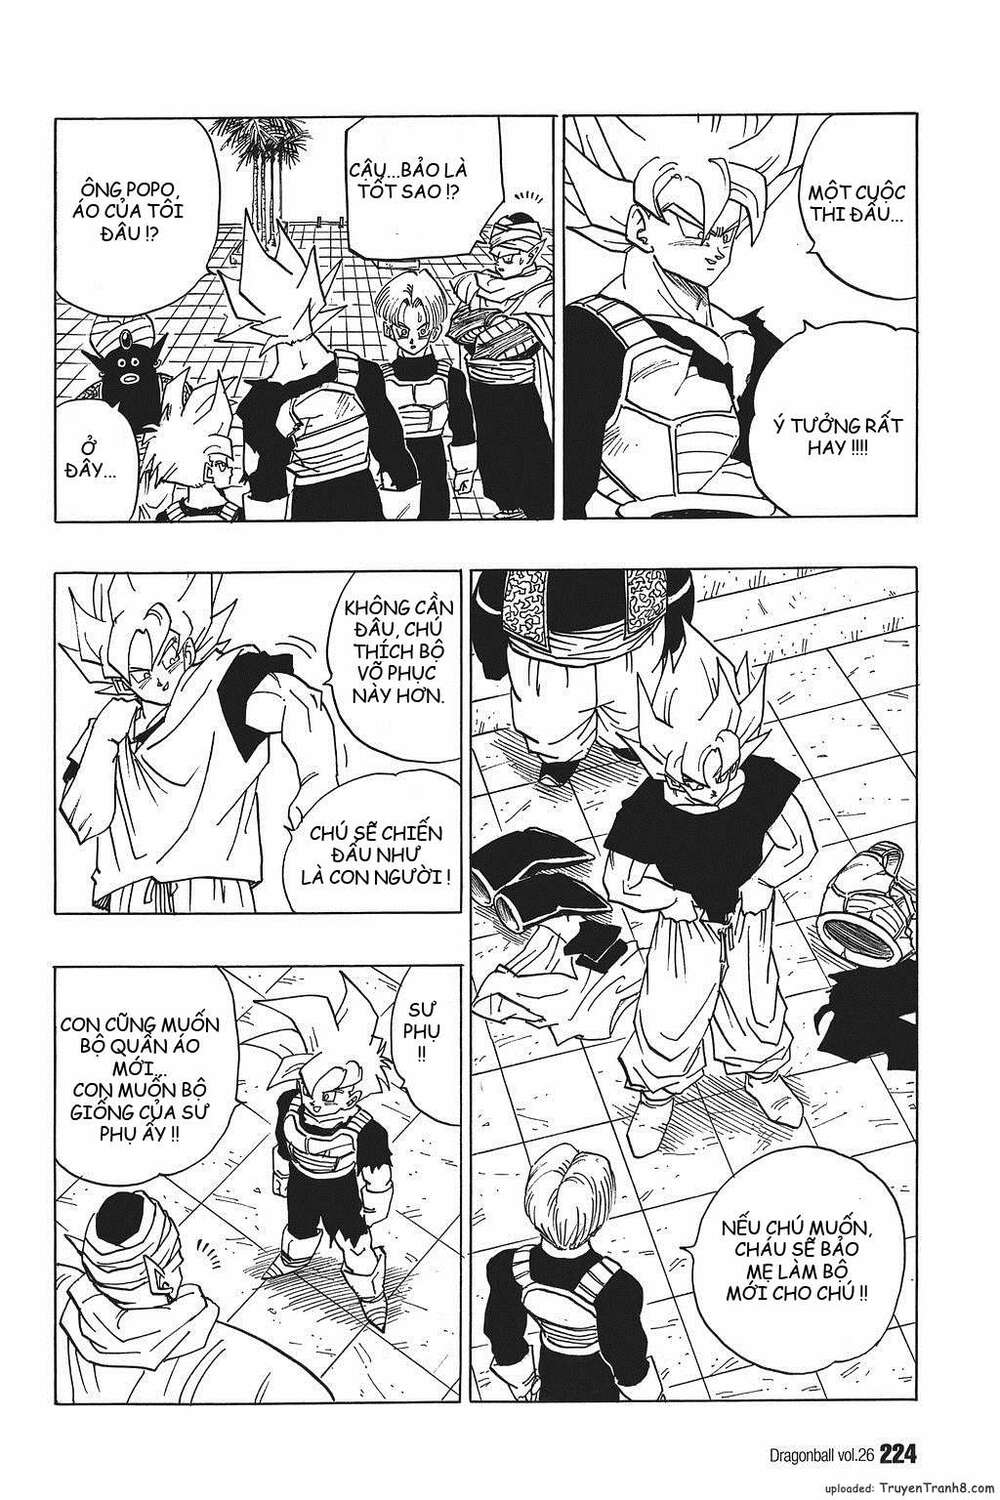 MỘT CUỘC
THI ĐẤU...
Ý TƯỞNG RẤT
HAY !!!!
CẬU...BẢO LÀ
TỐT SAO !?
ÔNG POPO,
ÁO CỦA TÔI
ĐÂU !?
Ở
ĐÂY...
NẾU CHÚ MUỐN,
CHÁU SẼ BẢO
MẸ LÀM BỘ
MỚI CHO CHÚ !!
KHÔNG CẦN
ĐÂU, CHÚ
THÍCH BỘ
VÕ PHỤC
NÀY HƠN.
CHÚ SẼ CHIẾN
ĐẤU NHƯ
LÀ CON NGƯỜI !
SƯ
PHỤ
!!
CON CŨNG MUỐN
BỘ QUẦN ÁO
MỚI...
CON MUỐN BỘ
GIỐNG CỦA SƯ
PHỤ ẤY !!
Dragonball vol.26 224
uploaded: TruyenTranh8.com